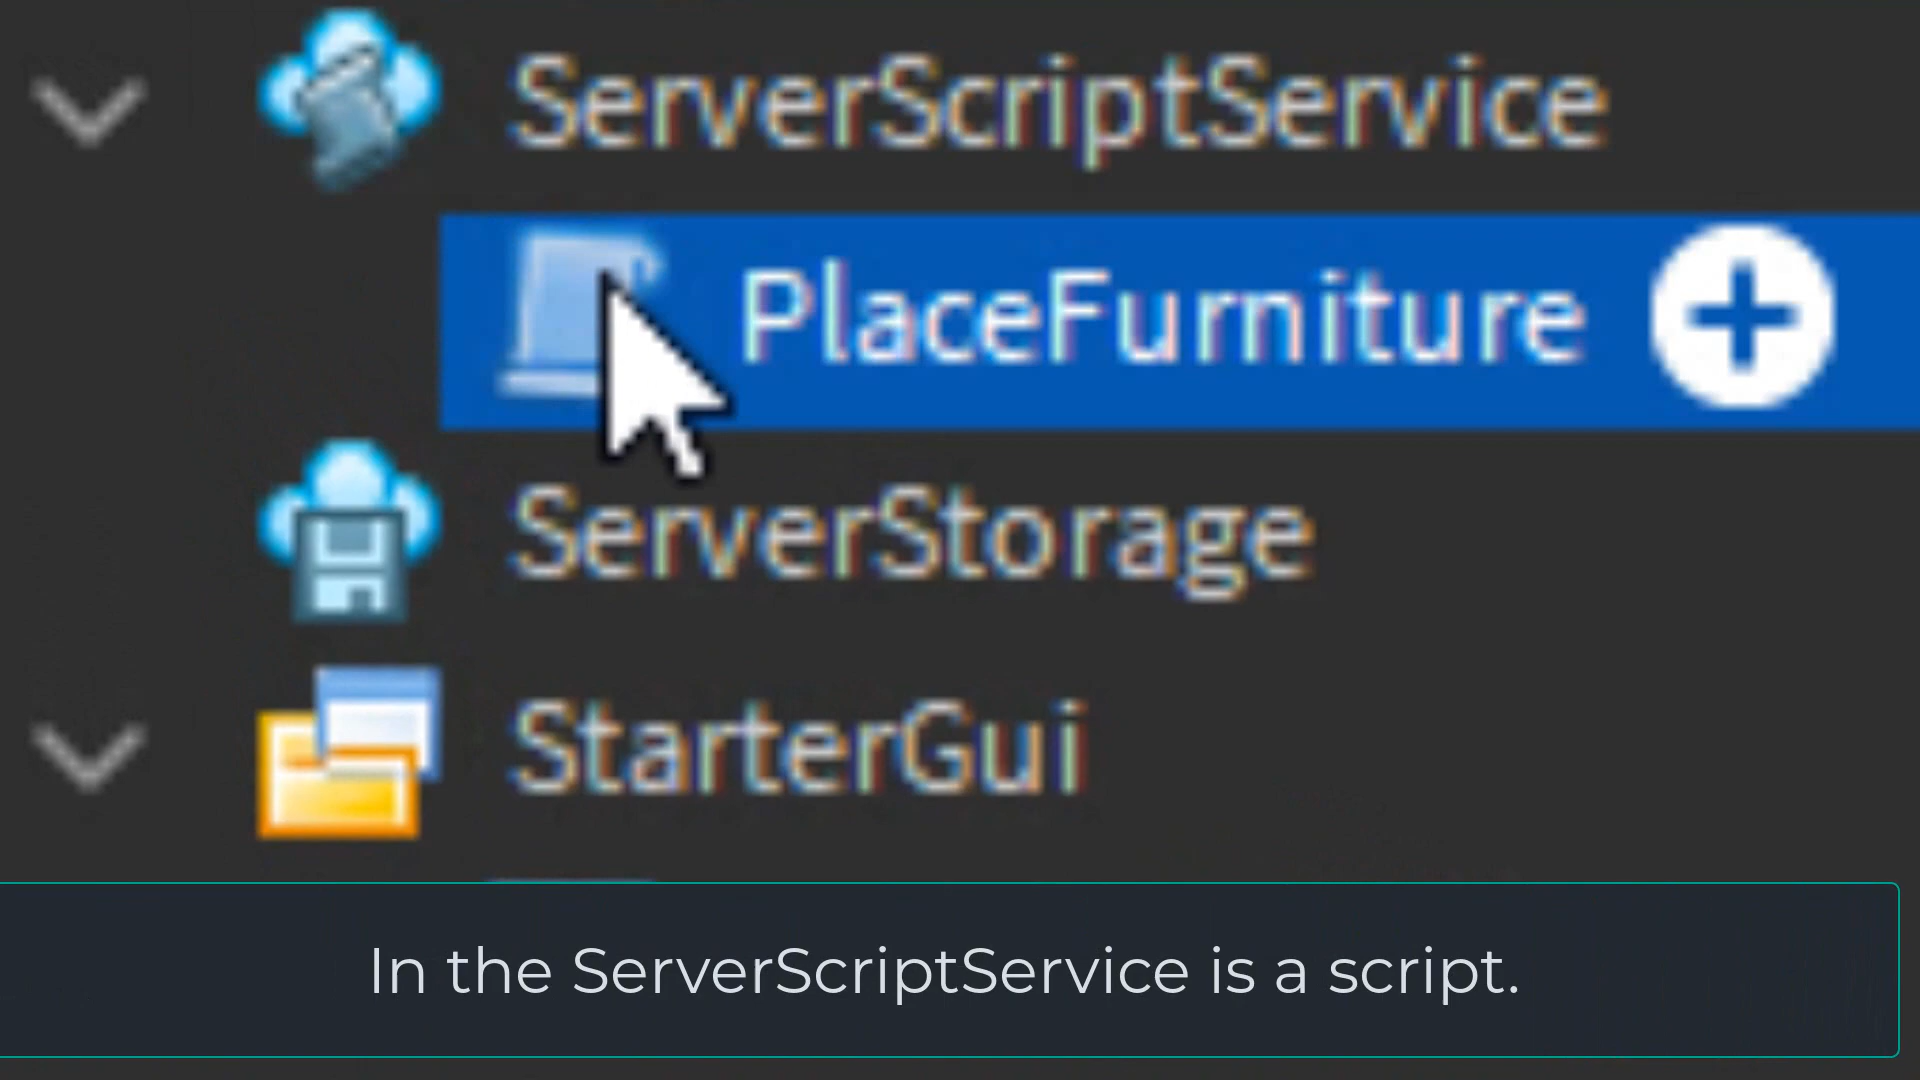 ServerScriptService
PlaceFurniture
ServerStorage
StarterGui
In the ServerScriptService is a script.